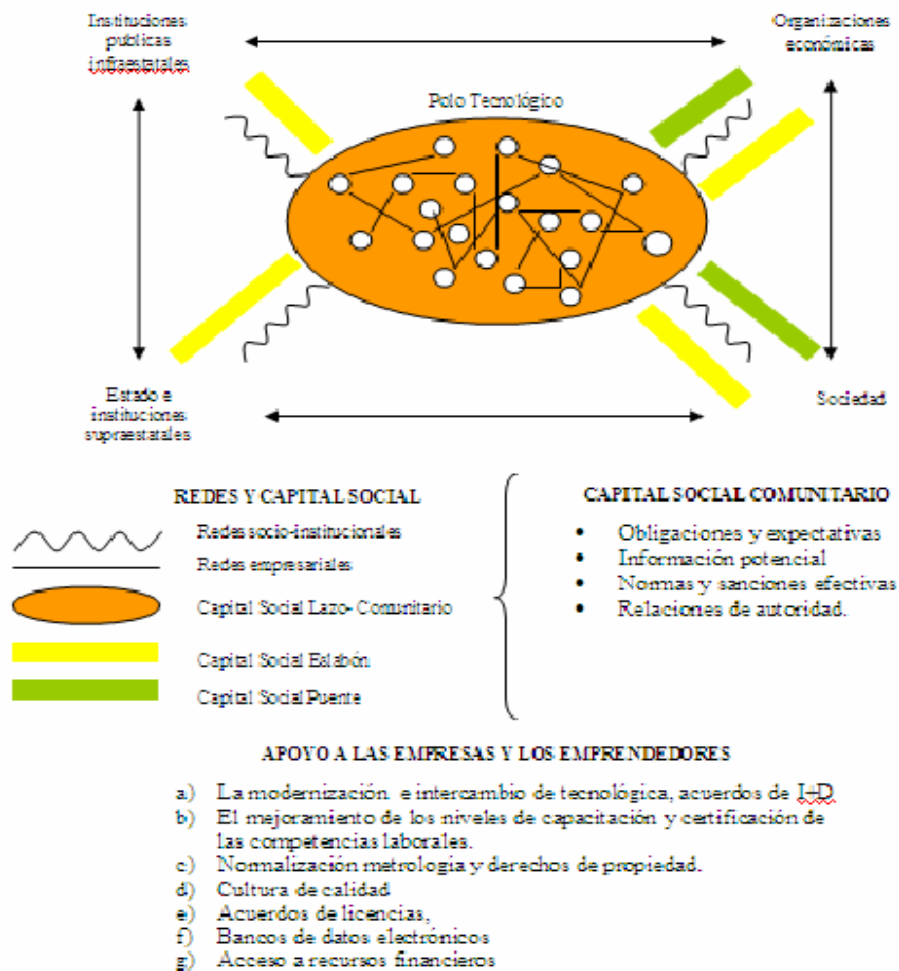 Instituciones
publicas
infraestatales
Organizaciones
económicas
Polo Tecnológico
Estado e
instituciones
supraestatales
Sociedad
REDES Y CAPITAL SOCIAL
Redes socio-institucionales
Redes empresariales
Capital Social Lazo- Comunitario
Capital Social Eslabón
Capital Social Puente
CAPITAL SOCIAL COMUNITARIO
• Obligaciones y expectativas
• Información potencial
• Normas y sanciones efectivas
• Relaciones de autoridad.
APOYO A LAS EMPRESAS Y LOS EMPRENDEDORES
a) La modernización e intercambio de tecnológica, acuerdos de I+D
b) El mejoramiento de los niveles de capacitación y certificación de
las competencias laborales.
c) Normalización metrología y derechos de propiedad.
d) Cultura de calidad
e) Acuerdos de licencias,
f) Bancos de datos electrónicos
g) Acceso a recursos financieros